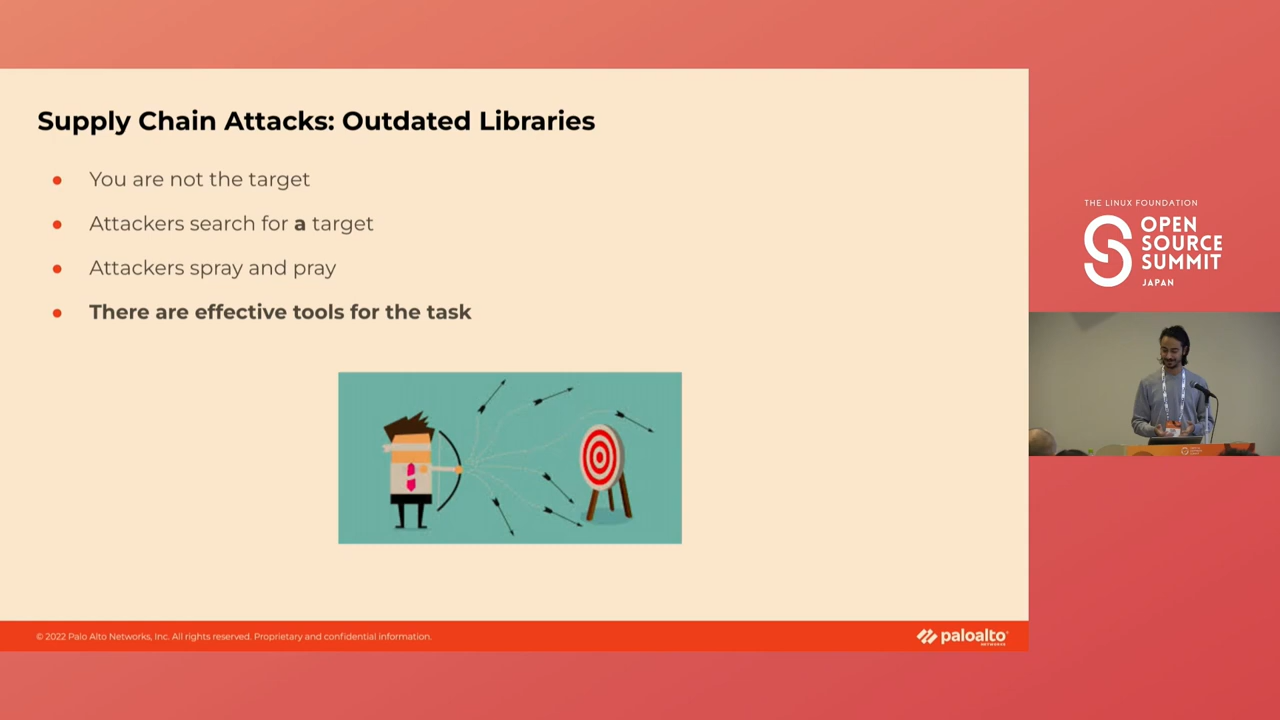 Supply Chain Attacks: Outdated Libraries
You are not the target
Attackers search for a target
Attackers spray and pray
There are effective tools for the task
© 2022 Palo Alto Networks, Inc. All rights reserved. Proprietary and confidential information.
paloalto
NETWORKS
THE LINUX FOUNDATION
OPEN
SOURCE
SUMMIT
JAPAN